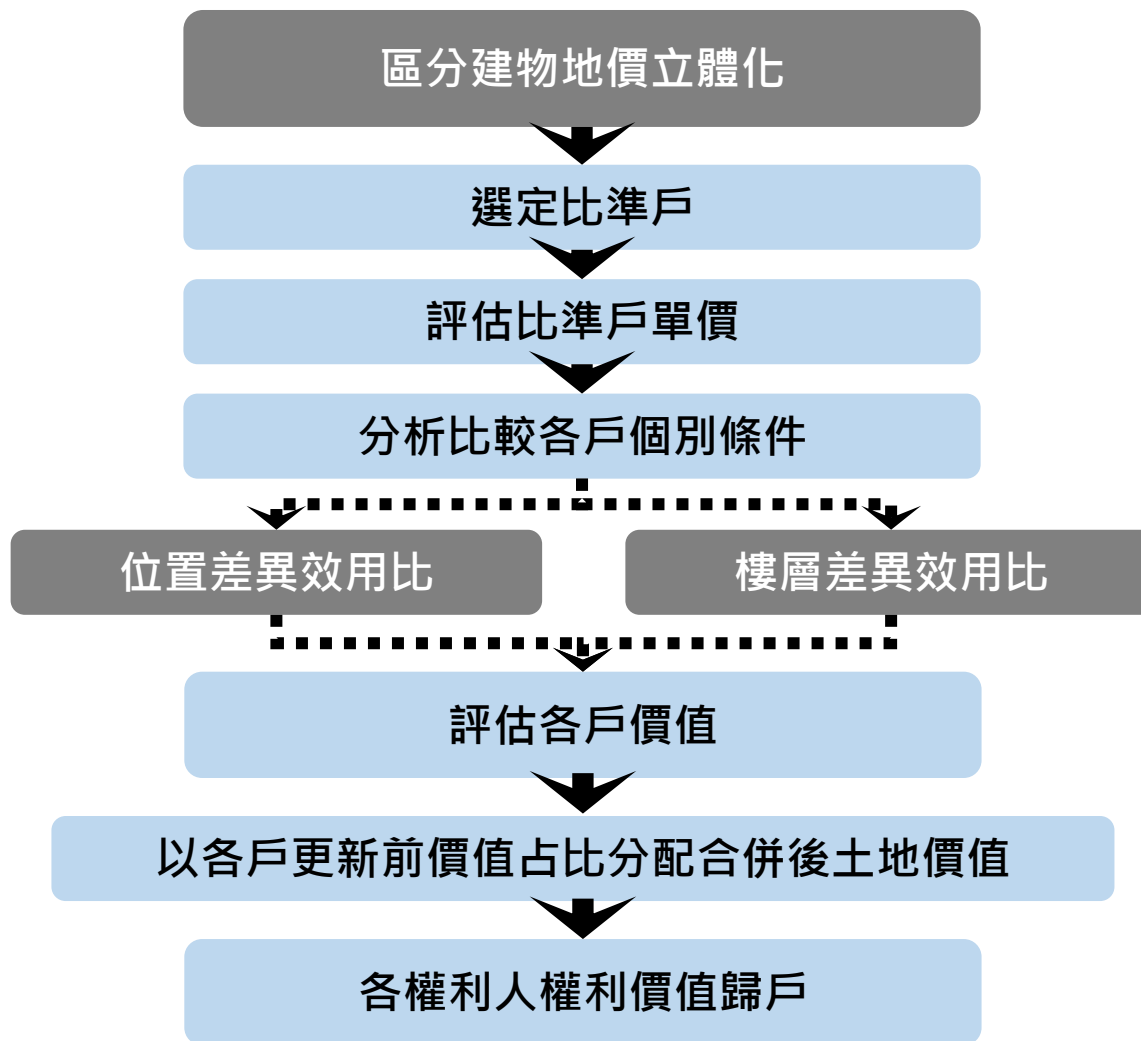 區分建物地價立體化
選定比準戶
評估比準戶單價
分析比較各戶個別條件
位置差異效用比
樓層差異效用比
評估各戶價值
以各戶更新前價值占比分配合併後土地價值
各權利人權利價值歸戶